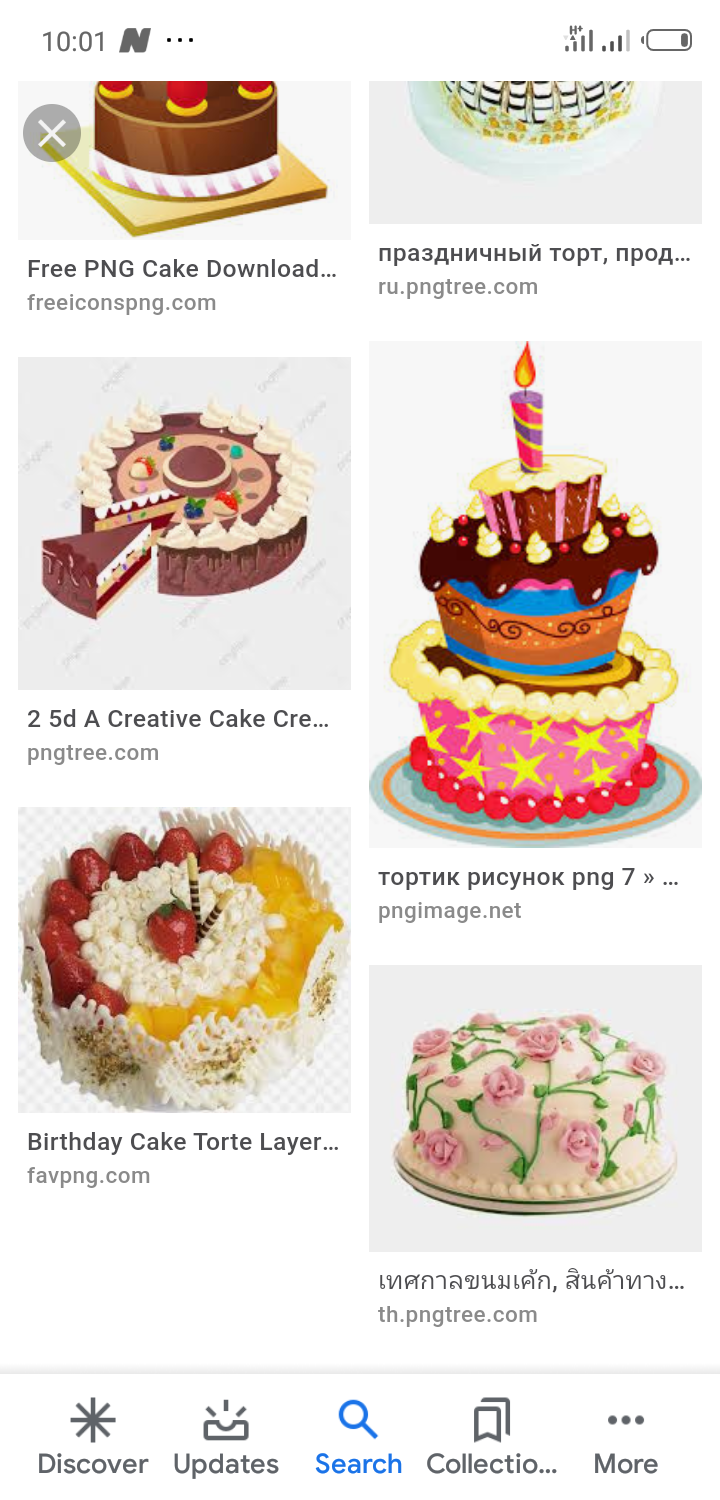 10:01
Free PNG Cake Download...
freeiconspng.com
праздничный торт, прод...
ru.pngtree.com
2 5d A Creative Cake Cre...
pngtree.com
тортик рисунок png 7 » ...
pngimage.net
Birthday Cake Torte Layer...
favpng.com
เทศกาลขนมเค้ก, สินค้าทาง...
th.pngtree.com
Discover
Updates
Search
Collectio...
More